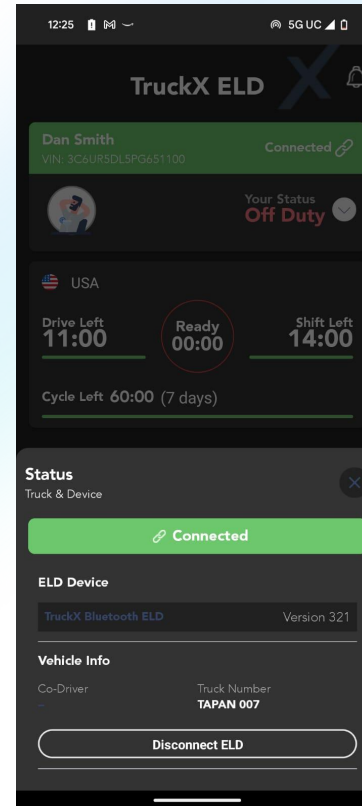 12:25
5G UC
TruckX ELD
Dan Smith
Connected
VIN: 3C6UR5DL5PG651100
Your Status
Off Duty
USA
Drive Left
11:00
Ready
00:00
Shift Left
14:00
Cycle Left 60:00 (7 days)
Status
Truck & Device
Connected
ELD Device
TruckX Bluetooth ELD Version 321
Vehicle Info
Co-Driver Truck Number
- TAPAN 007
Disconnect ELD